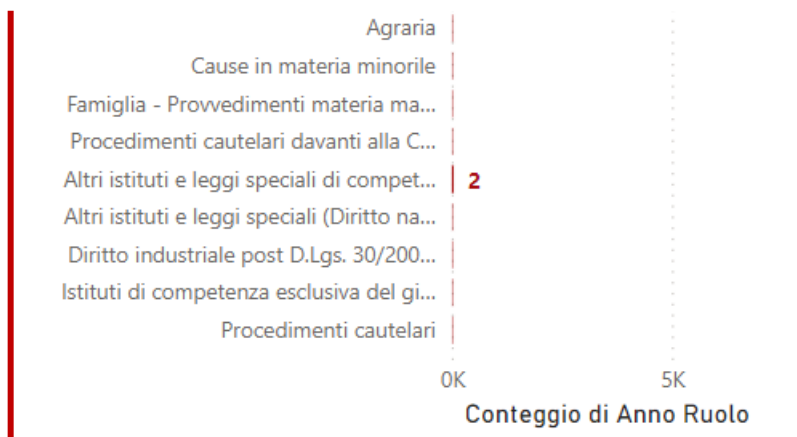 Agraria
Cause in materia minorile
Famiglia - Provvedimenti materia ma...
Procedimenti cautelari davanti alla C...
Altri istituti e leggi speciali di compet... 2
Altri istituti e leggi speciali (Diritto na...
Diritto industriale post D.Lgs. 30/200...
Istituti di competenza esclusiva del gi...
Procedimenti cautelari
0K 5K
Conteggio di Anno Ruolo